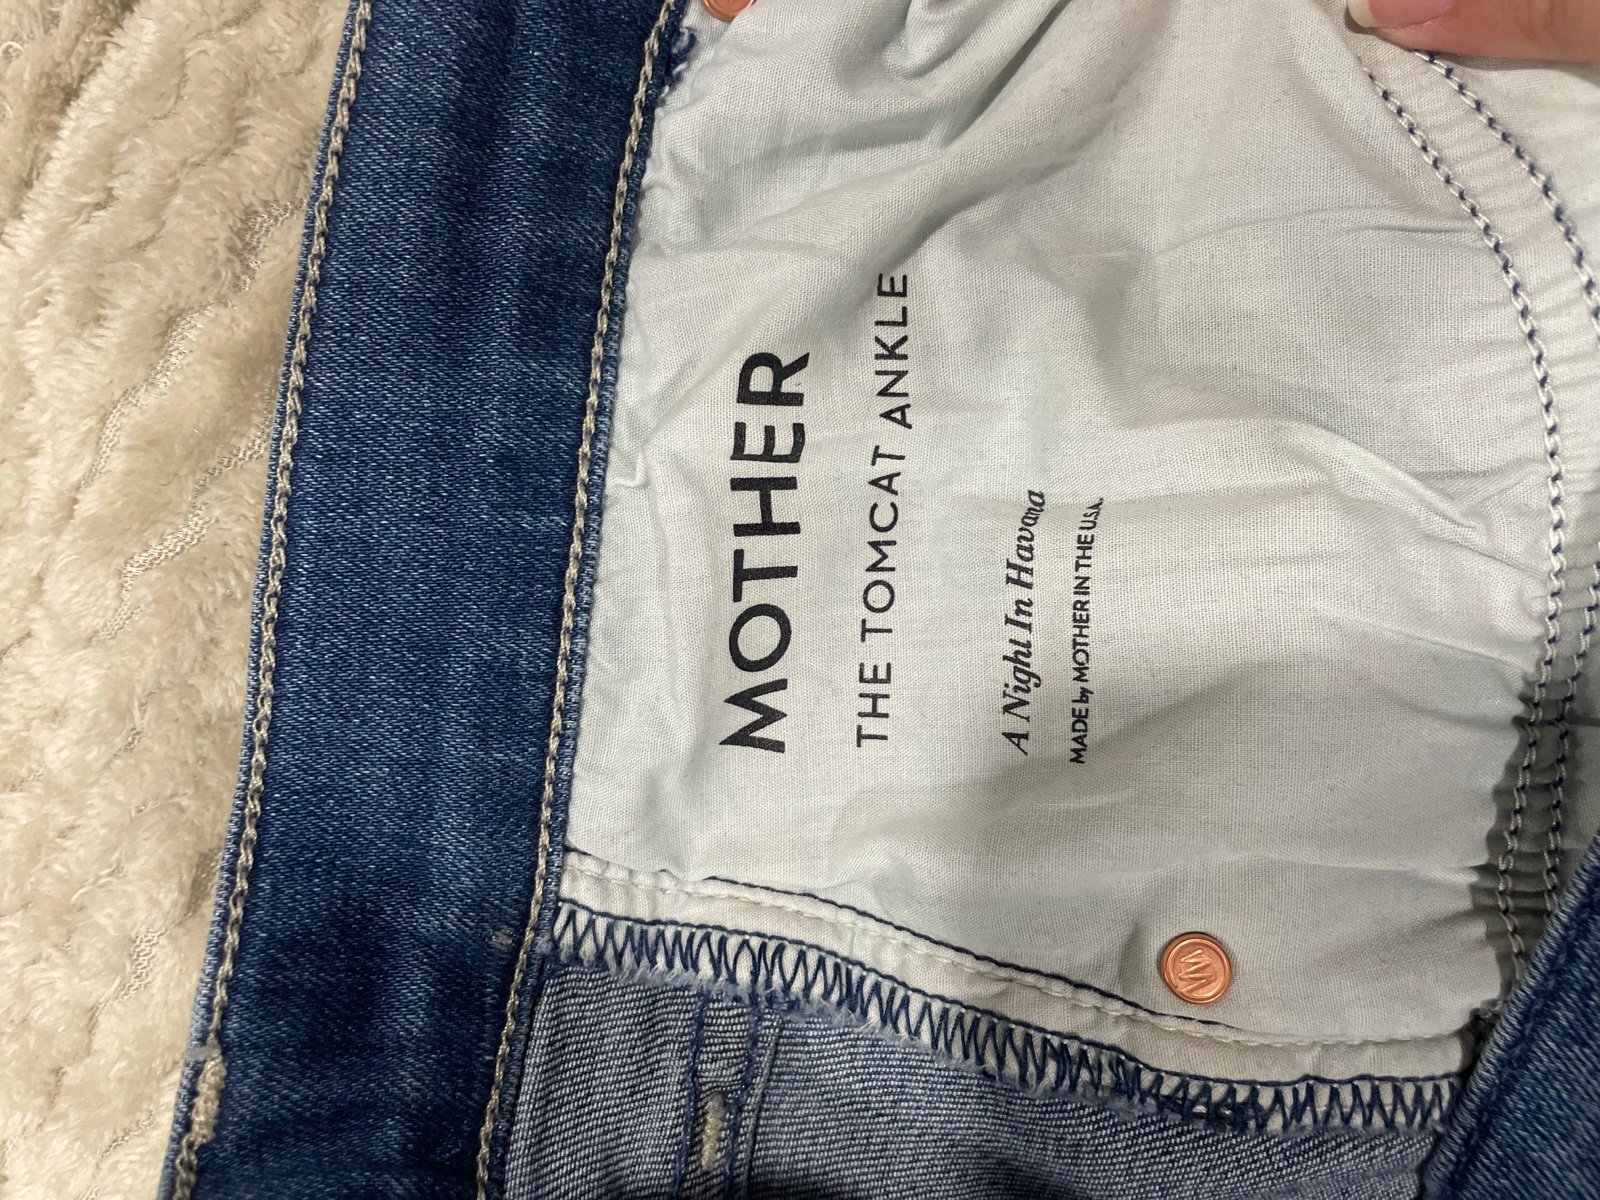 MOTHER
THE TOMCAT ANKLE
A Night In Havana
MADE by MOTHER IN THE U.S.A.
M